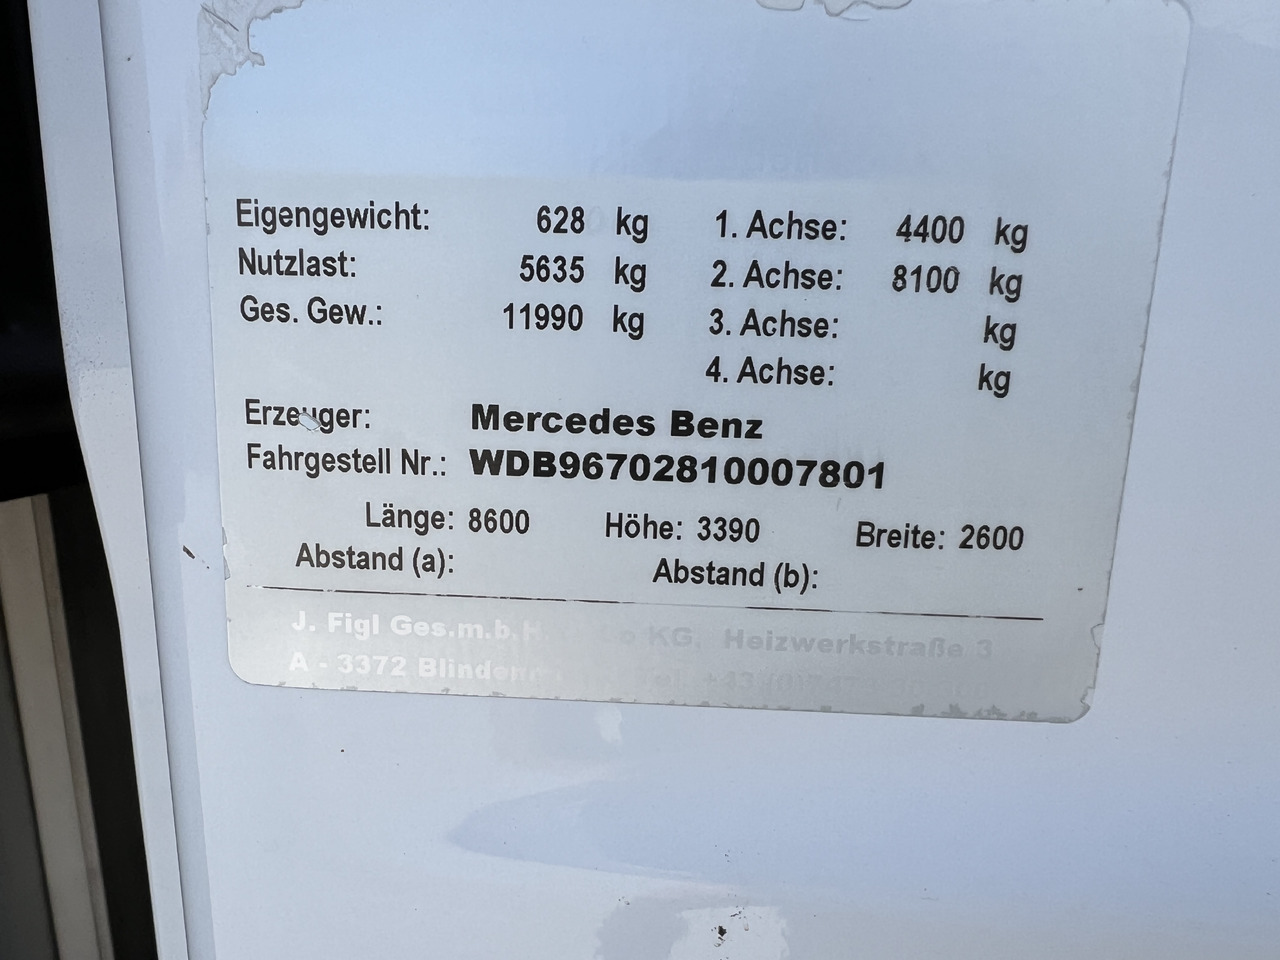 Eigengewicht: 628 kg 1. Achse: 4400 kg
Nutzlast: 5635 kg 2. Achse: 8100 kg
Ges. Gew.: 11990 kg 3. Achse: kg
4. Achse: kg
Erzeuger: Mercedes Benz
Fahrgestell Nr.: WDB96702810007801
Länge: 8600 Höhe: 3390 Breite: 2600
Abstand (a): Abstand (b):
J. Figl Ges.m.b.H. KG, Heizwerkstraße 3
A - 3372 Tel.